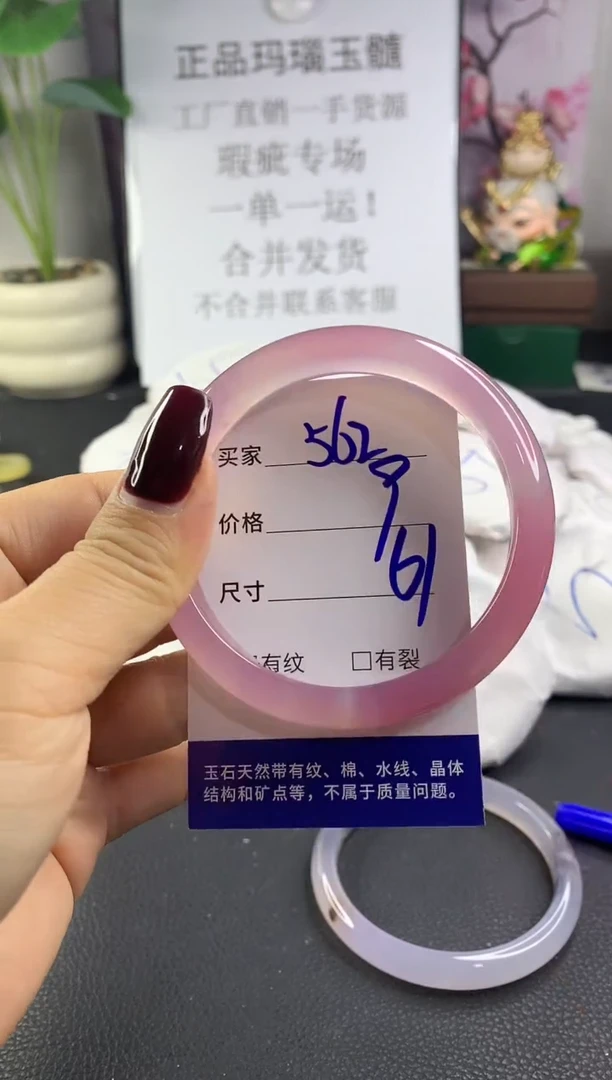 正品玛瑙玉髓
工厂直销一手货源
瑕疵专场
一单一运!
合并发货
不合并联系客服
买家
价格
尺寸 61
有纹 □有裂
玉石天然带有纹、棉、水线、晶体
结构和矿点等，不属于质量问题。